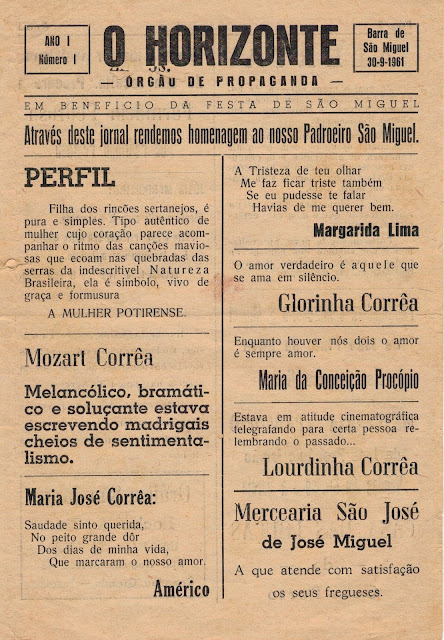 ANO I
Número 1
O HORIZONTE
— ÓRGÃU DE PROPAGANDA —
Barra de
São Miguel
30-9-1961
EM BENEFICIO DA FESTA DE SÃO MIGUEL
Através deste jornal rendemos homenagem ao nosso Padroeiro São Miguel.
PERFIL
Filha dos rincões sertanejos, é
pura e simples. Tipo autêntico de
mulher cujo coração parece acom-
panhar o ritmo das canções mavio-
sas que ecoam nas quebradas das
serras da indescritivel Natureza
Brasileira, ela é símbolo, vivo de
graça e formusura
A MULHER POTIRENSE.
Mozart Corrêa
Melancólico, bramáti-
co e soluçante estava
escrevendo madrigais
cheios de sentimenta-
lismo.
Maria José Corrêa:
Saudade sinto querida,
No peito grande dôr
Dos dias de minha vida,
Que marcaram o nosso amor.
Américo
A Tristeza de teu olhar
Me faz ficar triste também
Se eu pudesse te falar
Havias de me querer bem.
Margarida Lima
O amor verdadeiro é aquele que
se ama em silêncio.
Glorinha Corrêa
Enquanto houver nós dois o amor
é sempre amor.
Maria da Conceição Procópio
Estava em atitude cinematográfica
telegrafando para certa pessoa re-
lembrando o passado...
Lourdinha Corrêa
Mercearia São José
de José Miguel
A que atende com satisfação
os seus fregueses.